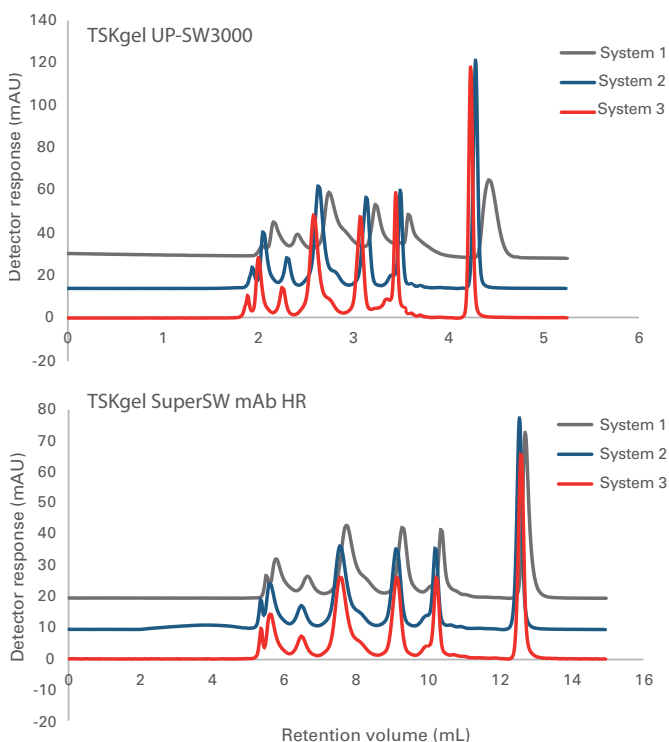 TSKgel UP-SW3000
System 1
System 2
System 3
Detector response (mAU)
140
120
100
80
60
40
20
0
-20
0 1 2 3 4 5 6
TSKgel SuperSW mAb HR
System 1
System 2
System 3
Detector response (mAU)
80
70
60
50
40
30
20
10
0
-10
-20
0 2 4 6 8 10 12 14 16
Retention volume (mL)